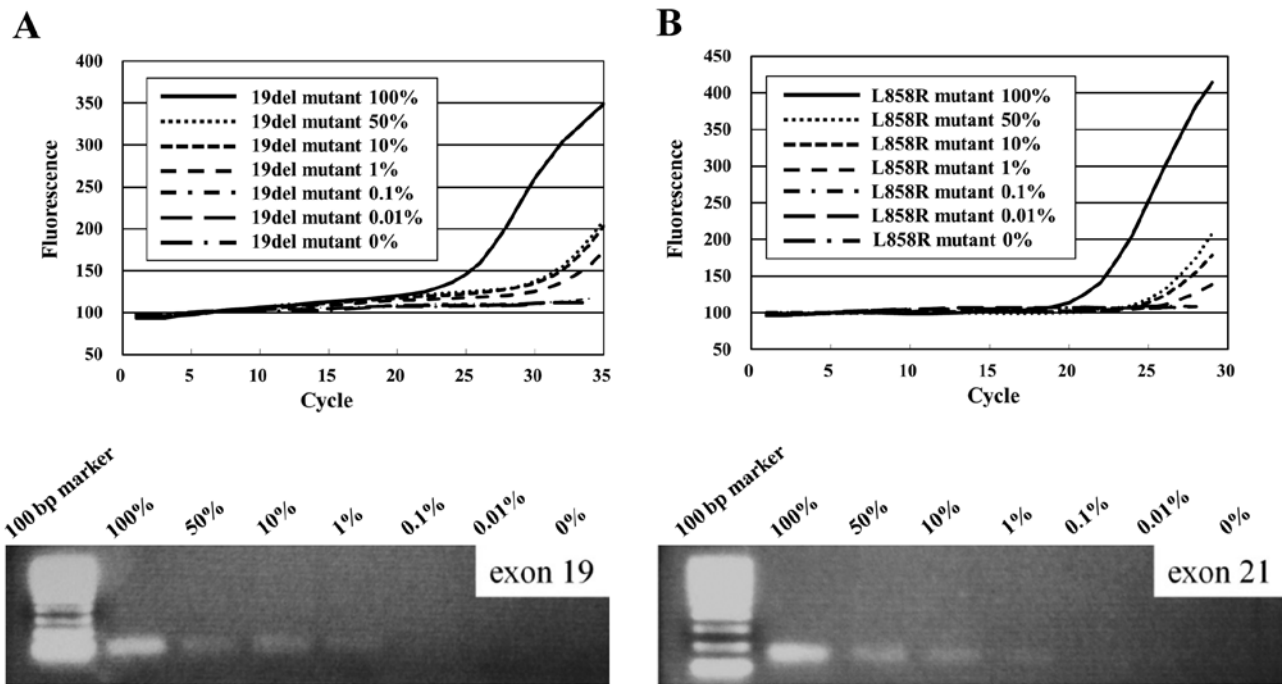 A
400
350
300
250
200
150
100
50
Fluorescence
19del mutant 100%
19del mutant 50%
19del mutant 10%
19del mutant 1%
19del mutant 0.1%
19del mutant 0.01%
19del mutant 0%
0 5 10 15 20 25 30 35
Cycle
100 bp marker
100%
50%
10%
1%
0.1%
0.01%
0%
exon 19
B
450
400
350
300
250
200
150
100
50
Fluorescence
L858R mutant 100%
L858R mutant 50%
L858R mutant 10%
L858R mutant 1%
L858R mutant 0.1%
L858R mutant 0.01%
L858R mutant 0%
0 5 10 15 20 25 30
Cycle
100 bp marker
100%
50%
10%
1%
0.1%
0.01%
0%
exon 21